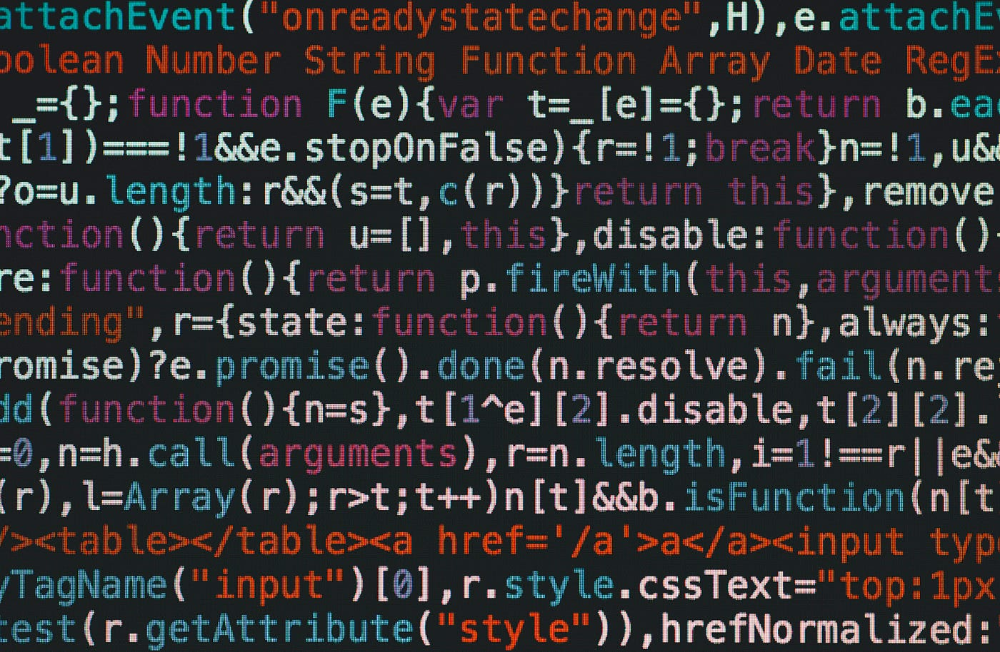 attachEvent("onreadystatechange",H),e.attachE
oolean Number String Function Array Date RegE
_={};function F(e){var t=_[e]={};return b.ea
t[1])===!1&&e.stopOnFalse){r=!1;break}n=!1,u&
?o=u.length:r&&(s=t,c(r))}return this},remove
nction(){return u=[],this},disable:function()
re:function(){return p.fireWith(this,argument
ending",r={state:function(){return n},always:
romise)?e.promise().done(n.resolve).fail(n.re
dd(function(){n=s},t[1^e][2].disable,t[2][2].
=0,n=h.call(arguments),r=n.length,i=1!==r||e&
(r),l=Array(r);r>t;t++)n[t]&&b.isFunction(n[t
/><table></table><a href='/a'>a</a><input typ
yTagName("input")[0],r.style.cssText="top:1px
test(r.getAttribute("style")),hrefNormalized: